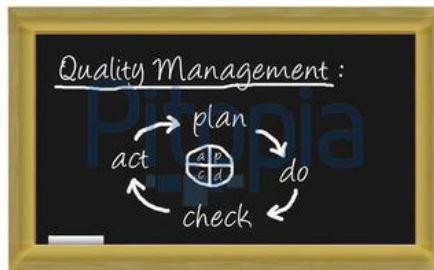 Quality Management :
plan
act
do
check
a p
c d
Pitopia